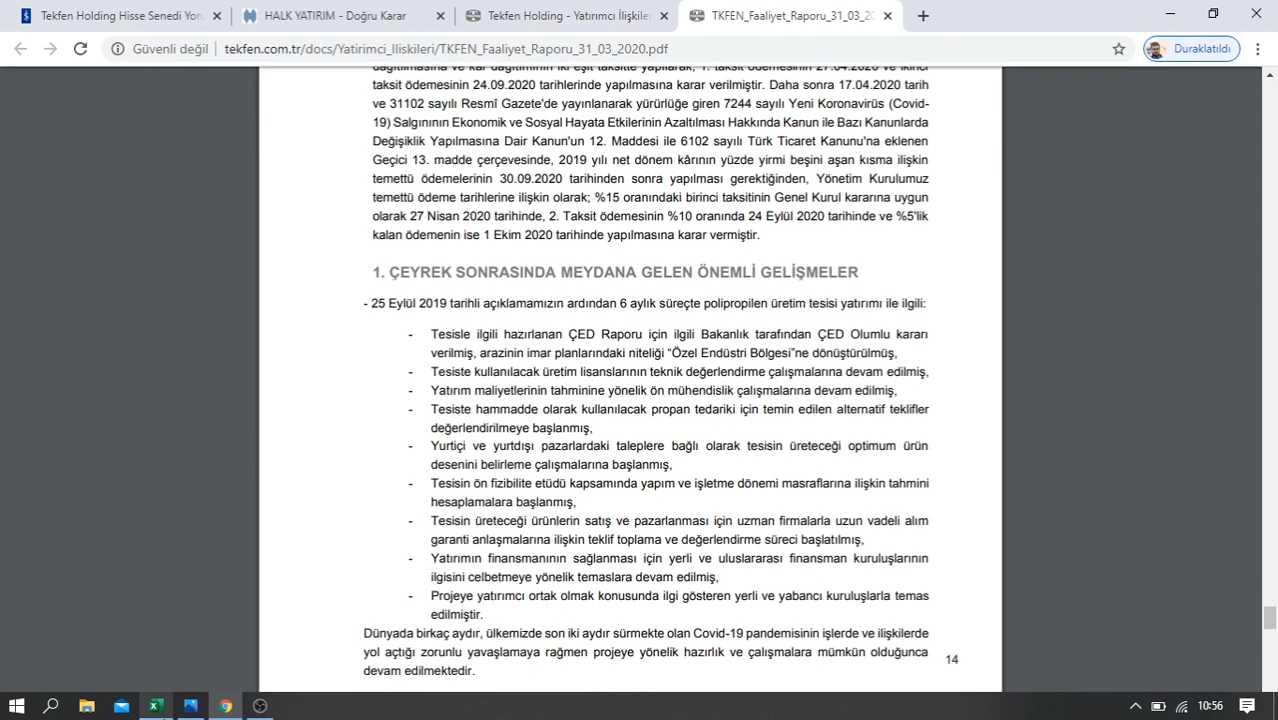 Tekfen Holding Hisse Senedi Yoru
HALK YATIRIM - Doğru Karar
Tekfen Holding - Yatırımcı İlişkiler
TKFEN_Faaliyet_Raporu_31_03_20
Güvenli değil | tekfen.com.tr/docs/Yatirimci_Iliskileri/TKFEN_Faaliyet_Raporu_31_03_2020.pdf
Duraklatıldı
dağıtılmasına ve kar dağıtımının iki eşit taksitte yapılarak, 1. taksit ödemesinin 27.04.2020 ve ikinci
taksit ödemesinin 24.09.2020 tarihlerinde yapılmasına karar verilmiştir. Daha sonra 17.04.2020 tarih
ve 31102 sayılı Resmî Gazete'de yayınlanarak yürürlüğe giren 7244 sayılı Yeni Koronavirüs (Covid-
19) Salgınının Ekonomik ve Sosyal Hayata Etkilerinin Azaltılması Hakkında Kanun ile Bazı Kanunlarda
Değişiklik Yapılmasına Dair Kanun'un 12. Maddesi ile 6102 sayılı Türk Ticaret Kanunu'na eklenen
Geçici 13. madde çerçevesinde, 2019 yılı net dönem kârının yüzde yirmi beşini aşan kısma ilişkin
temettü ödemelerinin 30.09.2020 tarihinden sonra yapılması gerektiğinden, Yönetim Kurulumuz
temettü ödeme tarihlerine ilişkin olarak; %15 oranındaki birinci taksitinin Genel Kurul kararına uygun
olarak 27 Nisan 2020 tarihinde, 2. Taksit ödemesinin %10 oranında 24 Eylül 2020 tarihinde ve %5'lik
kalan ödemenin ise 1 Ekim 2020 tarihinde yapılmasına karar vermiştir.
1. ÇEYREK SONRASINDA MEYDANA GELEN ÖNEMLİ GELİŞMELER
- 25 Eylül 2019 tarihli açıklamamızın ardından 6 aylık süreçte polipropilen üretim tesisi yatırımı ile ilgili:
- Tesisle ilgili hazırlanan ÇED Raporu için ilgili Bakanlık tarafından ÇED Olumlu kararı
verilmiş, arazinin imar planlarındaki niteliği “Özel Endüstri Bölgesi”ne dönüştürülmüş,
- Tesiste kullanılacak üretim lisanslarının teknik değerlendirme çalışmalarına devam edilmiş,
- Yatırım maliyetlerinin tahminine yönelik ön mühendislik çalışmalarına devam edilmiş,
- Tesiste hammadde olarak kullanılacak propan tedariki için temin edilen alternatif teklifler
değerlendirilmeye başlanmış,
- Yurtiçi ve yurtdışı pazarlardaki taleplere bağlı olarak tesisin üreteceği optimum ürün
desenini belirleme çalışmalarına başlanmış,
- Tesisin ön fizibilite etüdü kapsamında yapım ve işletme dönemi masraflarına ilişkin tahmini
hesaplamalara başlanmış,
- Tesisin üreteceği ürünlerin satış ve pazarlanması için uzman firmalarla uzun vadeli alım
garanti anlaşmalarına ilişkin teklif toplama ve değerlendirme süreci başlatılmış,
- Yatırımın finansmanının sağlanması için yerli ve uluslararası finansman kuruluşlarının
ilgisini celbetmeye yönelik temaslara devam edilmiş,
- Projeye yatırımcı ortak olmak konusunda ilgi gösteren yerli ve yabancı kuruluşlarla temas
edilmiştir.
Dünyada birkaç aydır, ülkemizde son iki aydır sürmekte olan Covid-19 pandemisinin işlerde ve ilişkilerde
yol açtığı zorunlu yavaşlamaya rağmen projeye yönelik hazırlık ve çalışmalara mümkün olduğunca
devam edilmektedir.
14
10:56